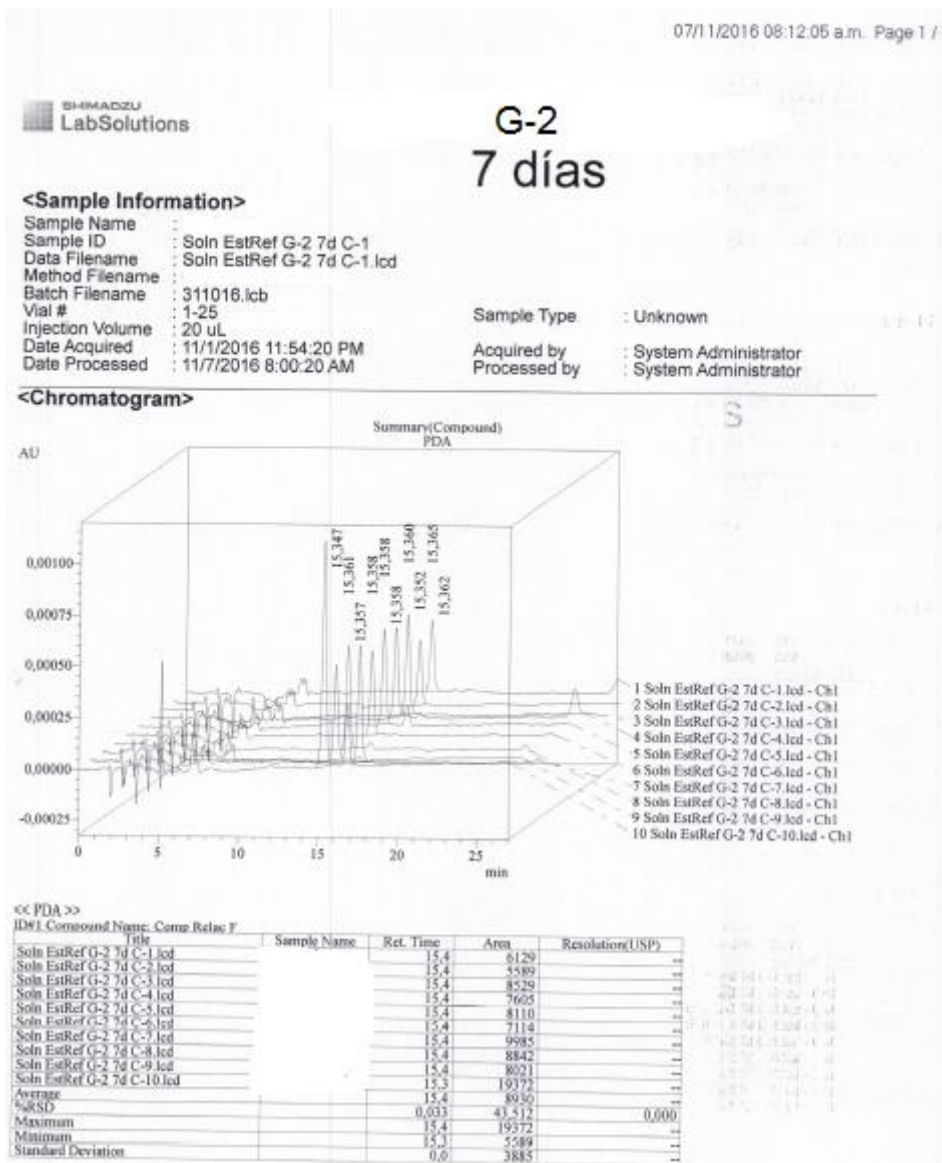 07/11/2016 08:12:05 a.m. Page 1 /
SHIMADZU
LabSolutions
G-2
7 días
<Sample Information>
Sample Name :
Sample ID : Soln EstRef G-2 7d C-1
Data Filename : Soln EstRef G-2 7d C-1.lcd
Method Filename :
Batch Filename : 311016.lcb
Vial # : 1-25
Injection Volume : 20 uL
Date Acquired : 11/1/2016 11:54:20 PM
Date Processed : 11/7/2016 8:00:20 AM
Sample Type : Unknown
Acquired by : System Administrator
Processed by : System Administrator
<Chromatogram>
Summary(Compound)
PDA
AU
0,00100
0,00075
0,00050
0,00025
0,00000
-0,00025
15,347
15,361
15,357
15,358
15,358
15,358
15,360
15,352
15,365
15,362
0 5 10 15 20 25
min
1 Soln EstRef G-2 7d C-1.lcd - Ch1
2 Soln EstRef G-2 7d C-2.lcd - Ch1
3 Soln EstRef G-2 7d C-3.lcd - Ch1
4 Soln EstRef G-2 7d C-4.lcd - Ch1
5 Soln EstRef G-2 7d C-5.lcd - Ch1
6 Soln EstRef G-2 7d C-6.lcd - Ch1
7 Soln EstRef G-2 7d C-7.lcd - Ch1
8 Soln EstRef G-2 7d C-8.lcd - Ch1
9 Soln EstRef G-2 7d C-9.lcd - Ch1
10 Soln EstRef G-2 7d C-10.lcd - Ch1
<< PDA >>
ID#1 Compound Name: Comp Relac F
Title Sample Name Ret. Time Area Resolution(USP)
Soln EstRef G-2 7d C-1.lcd 15,4 6129 --
Soln EstRef G-2 7d C-2.lcd 15,4 5589 --
Soln EstRef G-2 7d C-3.lcd 15,4 8529 --
Soln EstRef G-2 7d C-4.lcd 15,4 7605 --
Soln EstRef G-2 7d C-5.lcd 15,4 8110 --
Soln EstRef G-2 7d C-6.lcd 15,4 7114 --
Soln EstRef G-2 7d C-7.lcd 15,4 9985 --
Soln EstRef G-2 7d C-8.lcd 15,4 8842 --
Soln EstRef G-2 7d C-9.lcd 15,4 8021 --
Soln EstRef G-2 7d C-10.lcd 15,3 19372 --
Average 15,4 8930 --
%RSD 0,033 43,512 0,000
Maximum 15,4 19372 --
Minimum 15,3 5589 --
Standard Deviation 0,0 3885 --